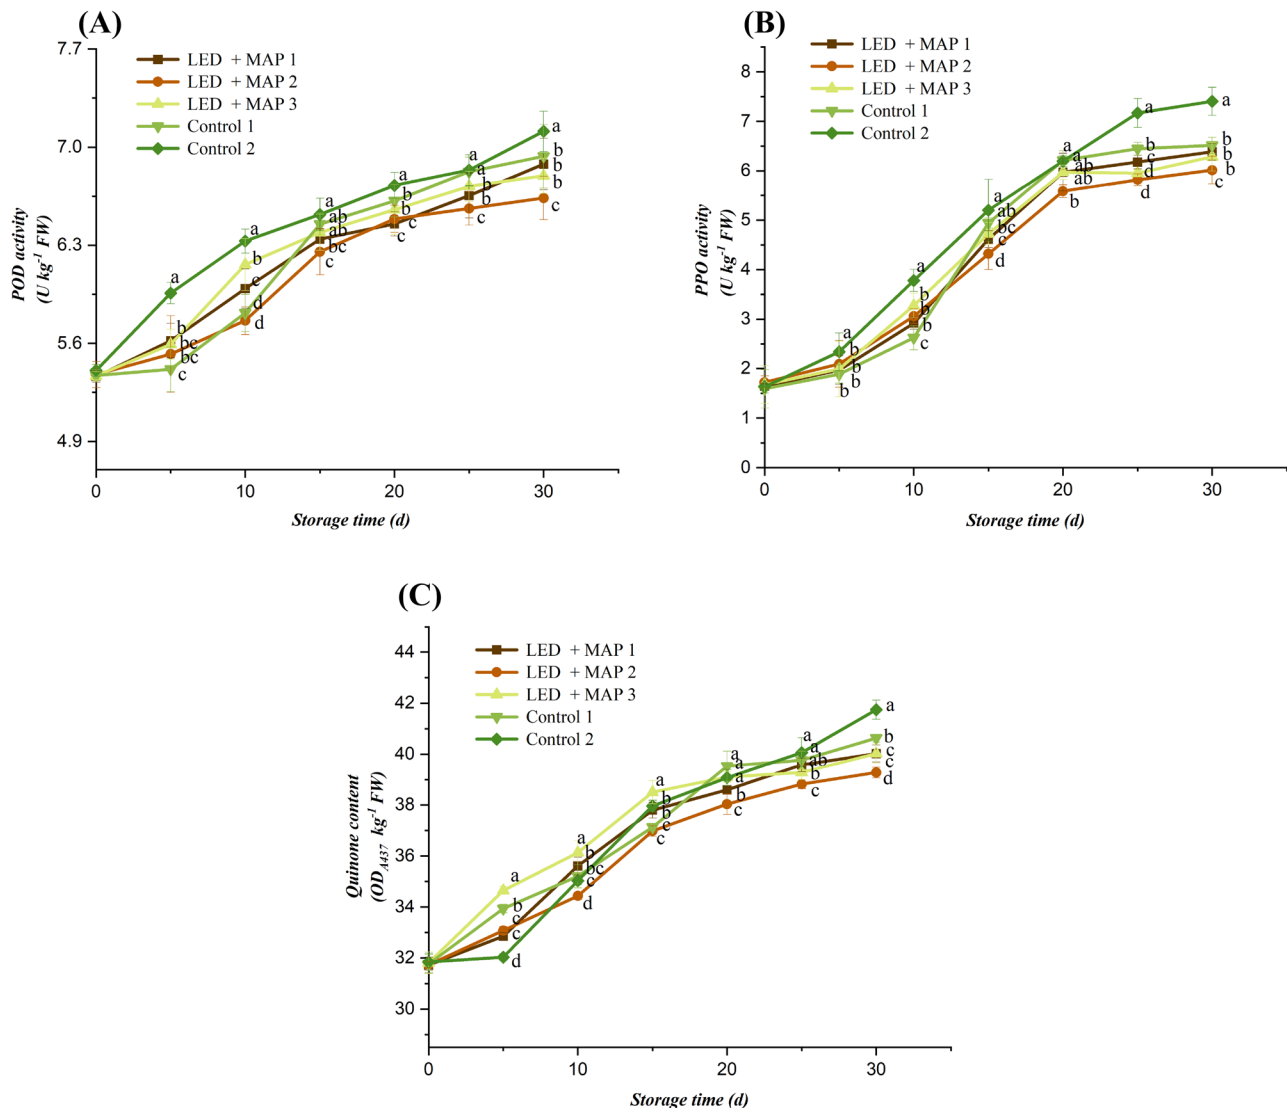 (A)
7.7
7.0
6.3
5.6
4.9
POD activity
(U kg⁻¹ FW)
LED + MAP 1
LED + MAP 2
LED + MAP 3
Control 1
Control 2
a
b
bc
bc
c
a
b
c
d
d
a
ab
ab
bc
c
a
b
b
c
c
a
a
b
b
c
a
b
b
b
c
0
10
20
30
Storage time (d)
(B)
8
7
6
5
4
3
2
1
0
PPO activity
(U kg⁻¹ FW)
LED + MAP 1
LED + MAP 2
LED + MAP 3
Control 1
Control 2
a
b
b
b
b
a
b
b
b
c
a
ab
bc
c
d
a
a
ab
ab
b
a
b
c
d
d
a
b
b
b
c
0
10
20
30
Storage time (d)
(C)
44
42
40
38
36
34
32
30
Quinone content
(OD_A437 kg⁻¹ FW)
LED + MAP 1
LED + MAP 2
LED + MAP 3
Control 1
Control 2
a
b
c
c
d
a
b
bc
c
d
a
b
b
c
c
a
a
a
b
c
a
a
ab
b
c
a
b
c
c
d
0
10
20
30
Storage time (d)